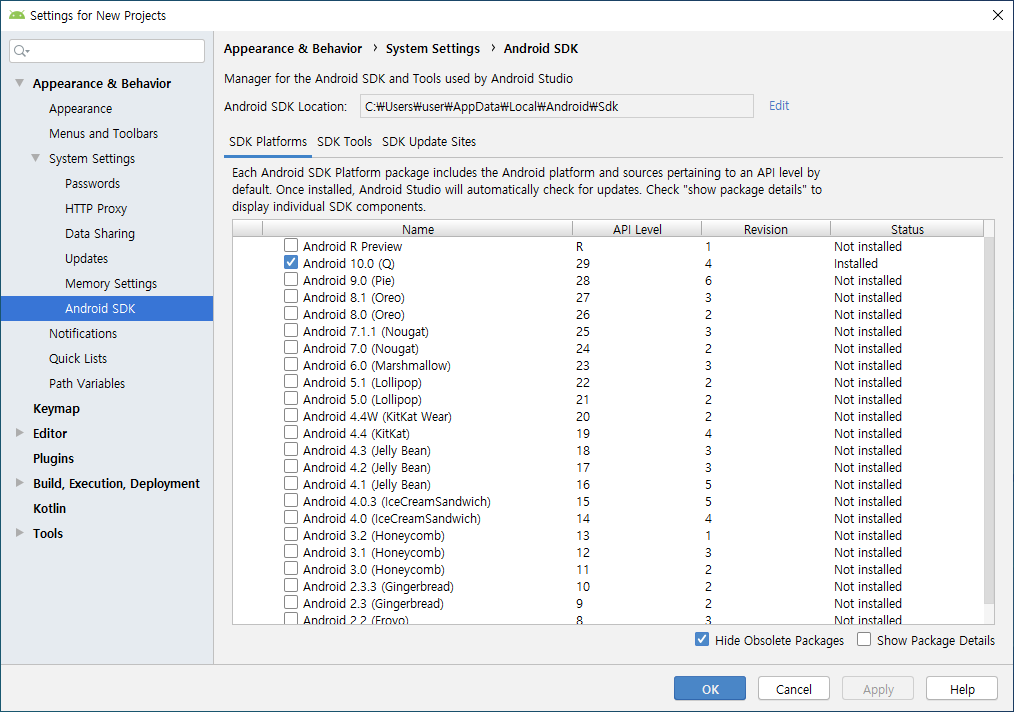 Settings for New Projects
Appearance & Behavior
Appearance
Menus and Toolbars
System Settings
Passwords
HTTP Proxy
Data Sharing
Updates
Memory Settings
Android SDK
Notifications
Quick Lists
Path Variables
Keymap
Editor
Plugins
Build, Execution, Deployment
Kotlin
Tools
Appearance & Behavior › System Settings › Android SDK
Manager for the Android SDK and Tools used by Android Studio
Android SDK Location: C:₩Users₩user₩AppData₩Local₩Android₩Sdk Edit
SDK Platforms SDK Tools SDK Update Sites
Each Android SDK Platform package includes the Android platform and sources pertaining to an API level by
default. Once installed, Android Studio will automatically check for updates. Check "show package details" to
display individual SDK components.
Name API Level Revision Status
Android R Preview R 1 Not installed
Android 10.0 (Q) 29 4 Installed
Android 9.0 (Pie) 28 6 Not installed
Android 8.1 (Oreo) 27 3 Not installed
Android 8.0 (Oreo) 26 2 Not installed
Android 7.1.1 (Nougat) 25 3 Not installed
Android 7.0 (Nougat) 24 2 Not installed
Android 6.0 (Marshmallow) 23 3 Not installed
Android 5.1 (Lollipop) 22 2 Not installed
Android 5.0 (Lollipop) 21 2 Not installed
Android 4.4W (KitKat Wear) 20 2 Not installed
Android 4.4 (KitKat) 19 4 Not installed
Android 4.3 (Jelly Bean) 18 3 Not installed
Android 4.2 (Jelly Bean) 17 3 Not installed
Android 4.1 (Jelly Bean) 16 5 Not installed
Android 4.0.3 (IceCreamSandwich) 15 5 Not installed
Android 4.0 (IceCreamSandwich) 14 4 Not installed
Android 3.2 (Honeycomb) 13 1 Not installed
Android 3.1 (Honeycomb) 12 3 Not installed
Android 3.0 (Honeycomb) 11 2 Not installed
Android 2.3.3 (Gingerbread) 10 2 Not installed
Android 2.3 (Gingerbread) 9 2 Not installed
Android 2.2 (Froyo) 8 3 Not installed
Hide Obsolete Packages Show Package Details
OK Cancel Apply Help